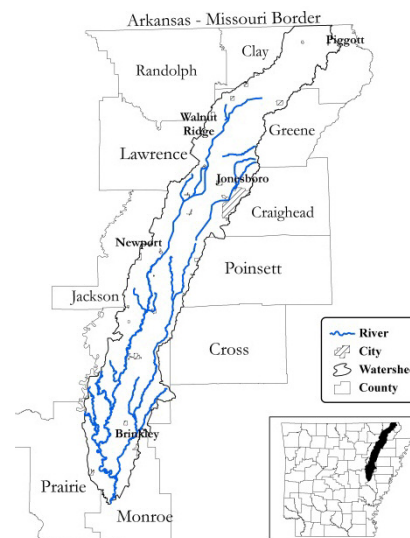 Arkansas - Missouri Border
Piggott
Clay
Randolph
Walnut
Ridge
Greene
Lawrence
Jonesboro
Craighead
Newport
Poinsett
Jackson
River
City
Watershed
County
Cross
Brinkley
Prairie
Monroe